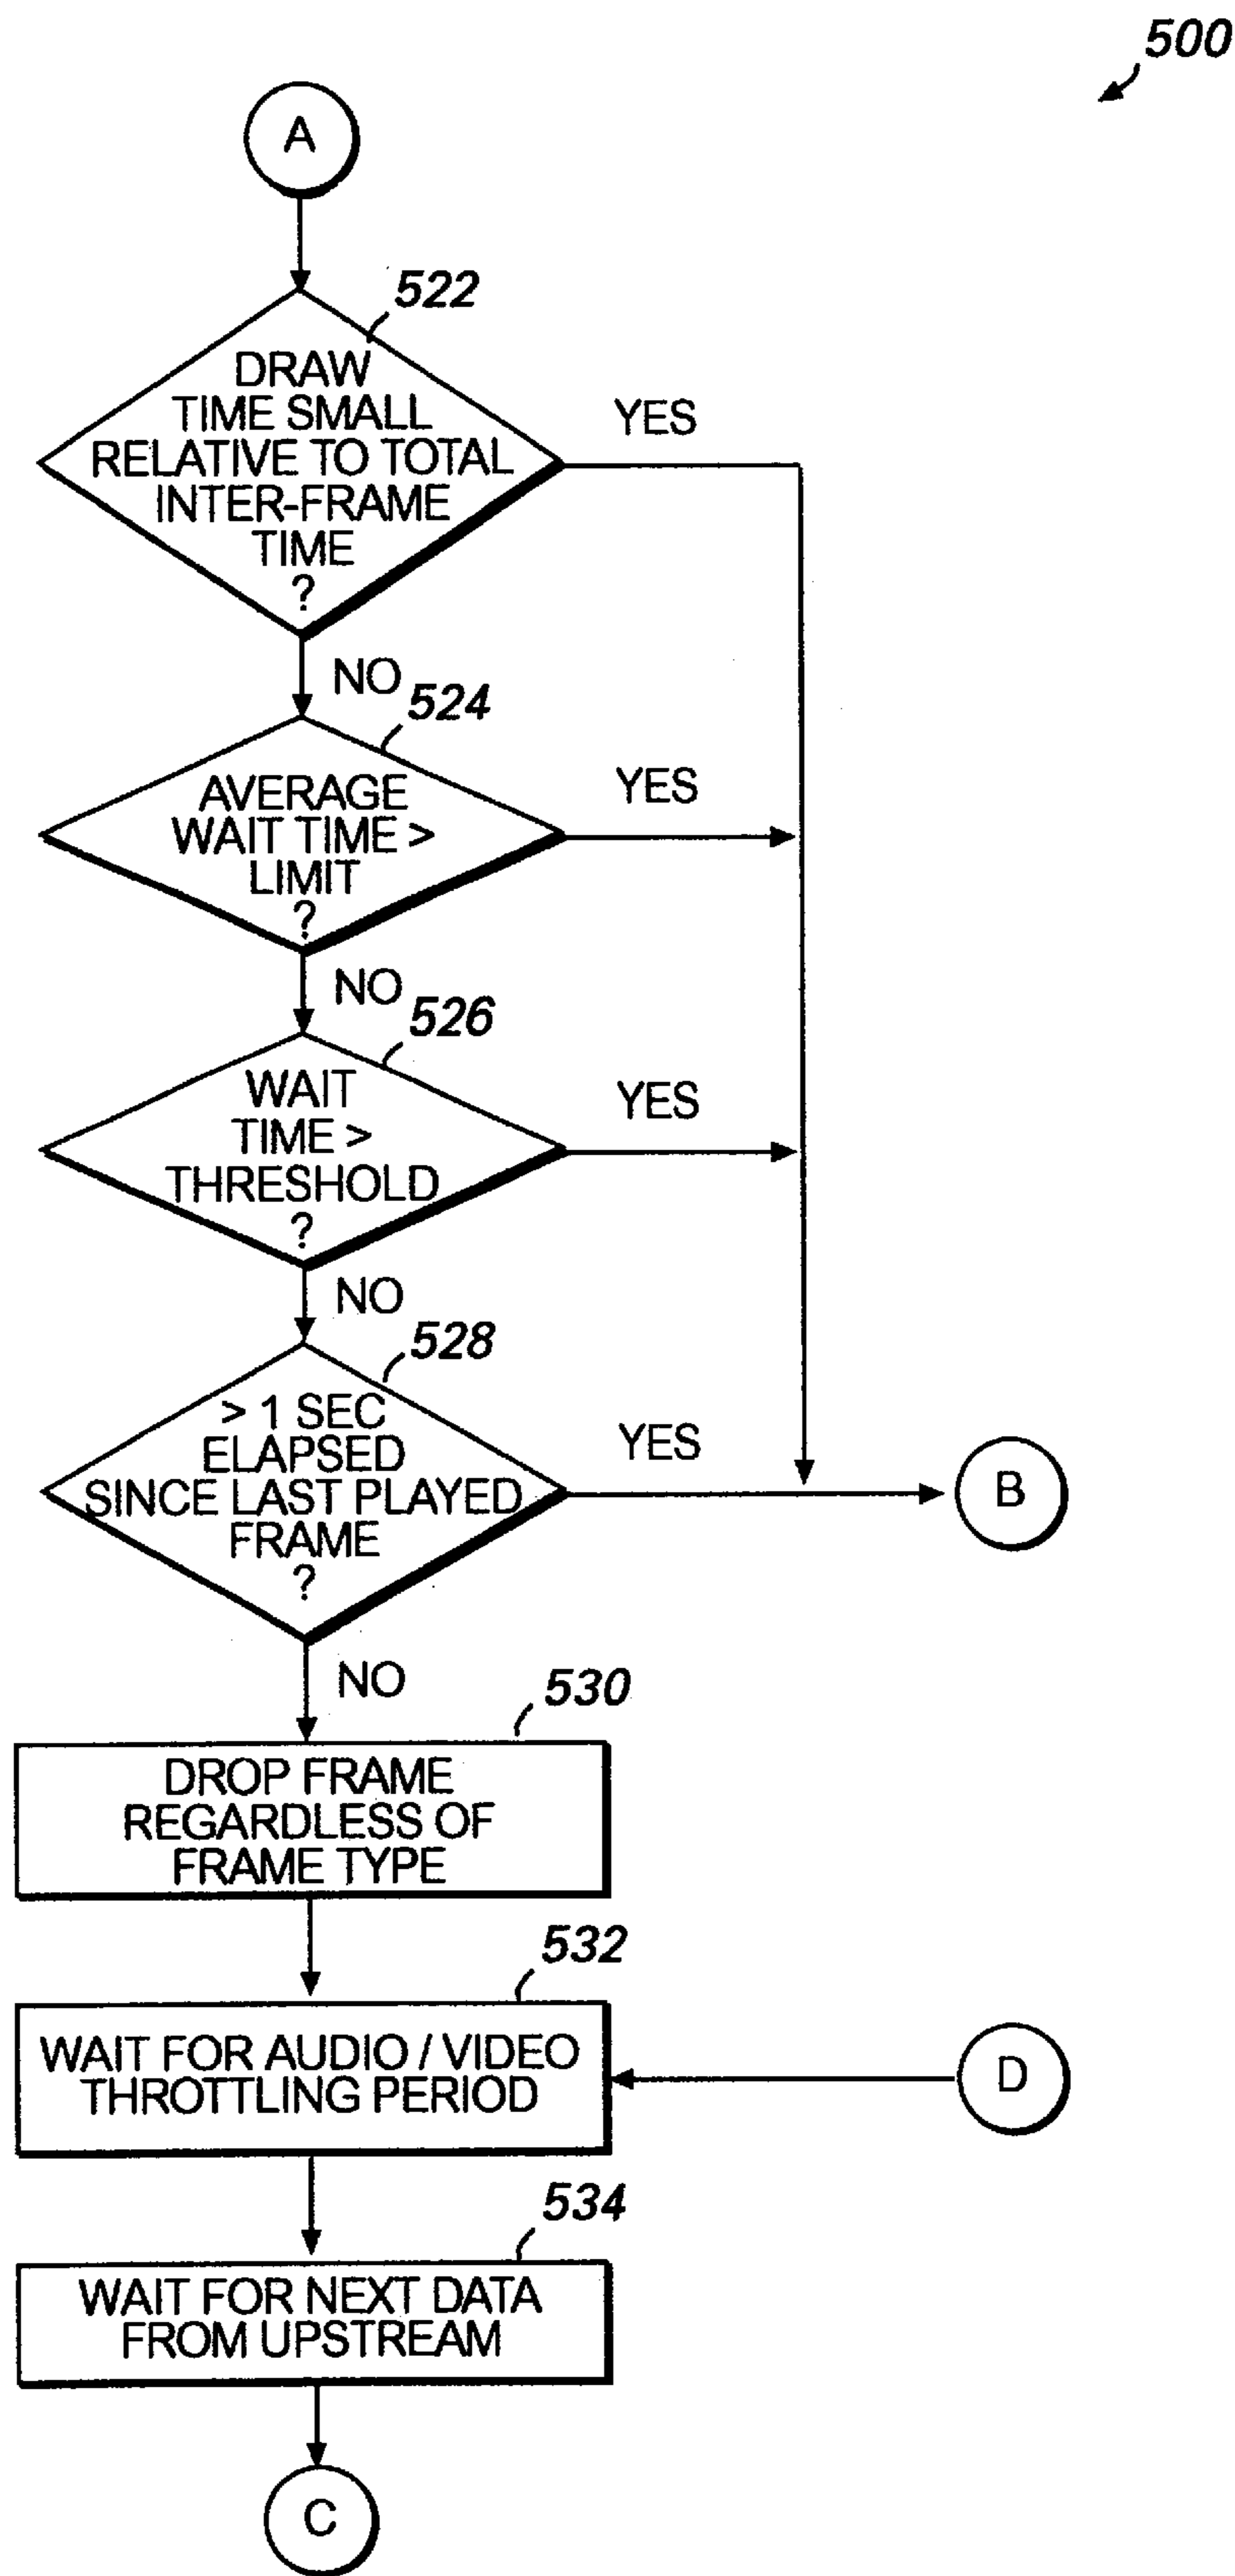 500
A
522
DRAW
TIME SMALL
RELATIVE TO TOTAL
INTER-FRAME
TIME
?
YES
NO
524
AVERAGE
WAIT TIME >
LIMIT
?
YES
NO
526
WAIT
TIME >
THRESHOLD
?
YES
NO
528
> 1 SEC
ELAPSED
SINCE LAST PLAYED
FRAME
?
YES
B
NO
530
DROP FRAME
REGARDLESS OF
FRAME TYPE
532
WAIT FOR AUDIO / VIDEO
THROTTLING PERIOD
D
534
WAIT FOR NEXT DATA
FROM UPSTREAM
C